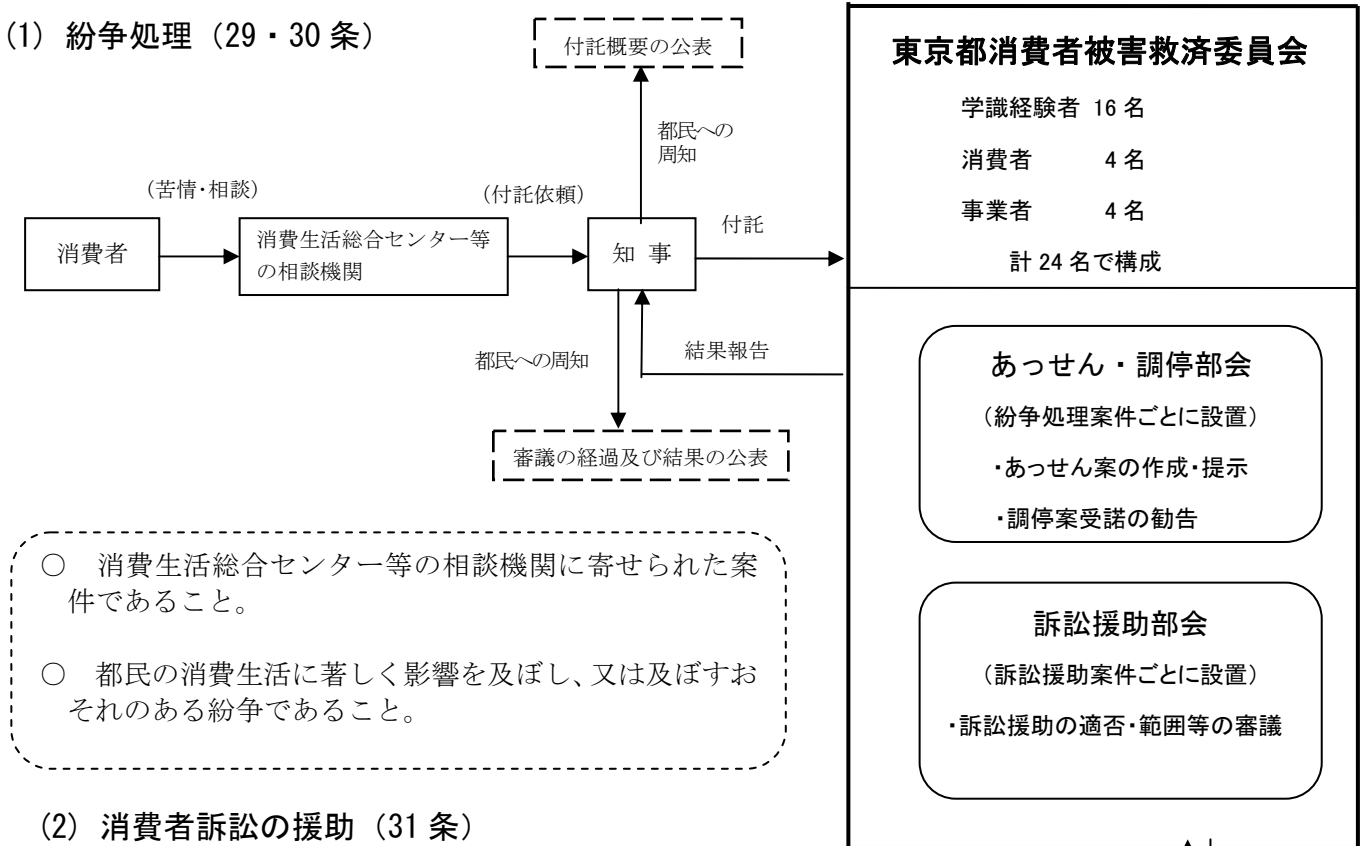 (1) 紛争処理（29・30 条）
付託概要の公表
都民への
周知
（苦情・相談）
（付託依頼）
消費者
消費生活総合センター等
の相談機関
知 事
付託
都民への周知
結果報告
審議の経過及び結果の公表
○　消費生活総合センター等の相談機関に寄せられた案
件であること。
○　都民の消費生活に著しく影響を及ぼし、又は及ぼすお
それのある紛争であること。
(2) 消費者訴訟の援助（31 条）
東京都消費者被害救済委員会
学識経験者 16 名
消費者 4 名
事業者 4 名
計 24 名で構成
あっせん・調停部会
（紛争処理案件ごとに設置）
・あっせん案の作成・提示
・調停案受諾の勧告
訴訟援助部会
（訴訟援助案件ごとに設置）
・訴訟援助の適否・範囲等の審議